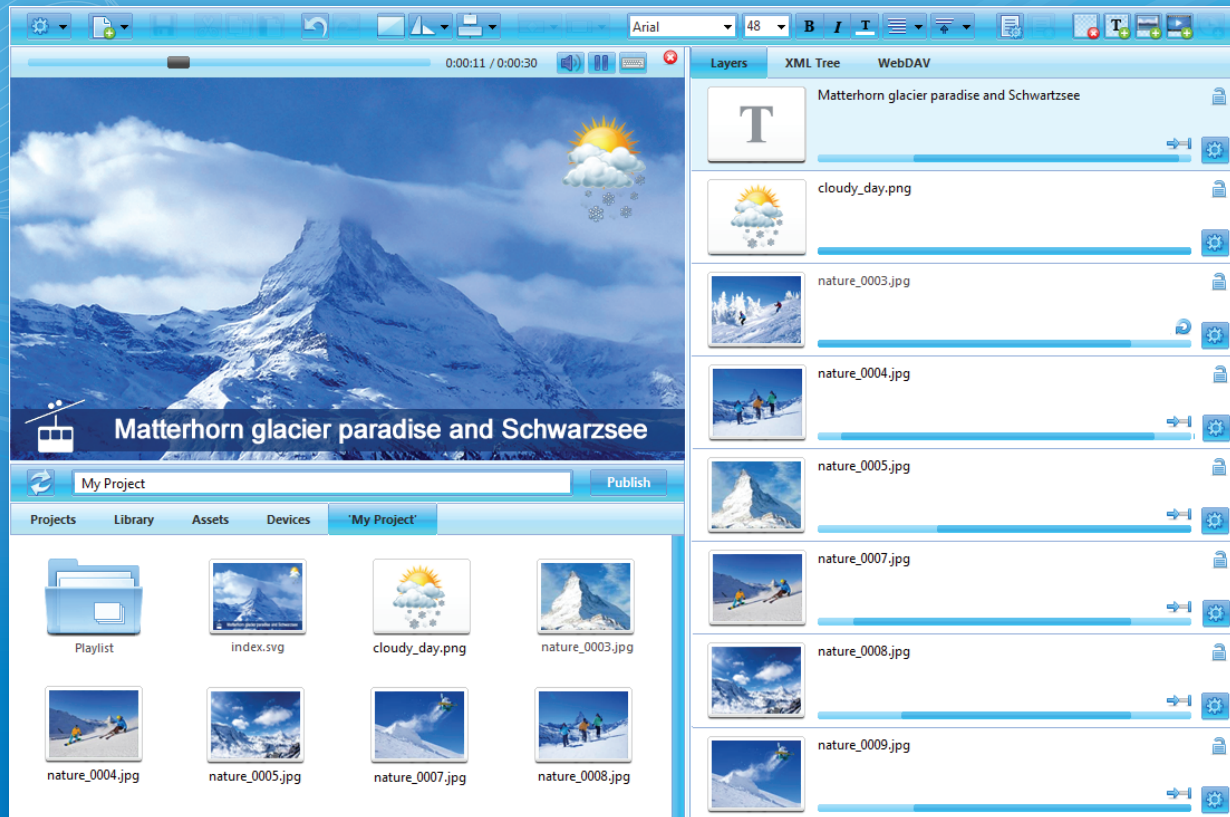 Arial
48
B
I
T
T
0:00:11 / 0:00:30
Matterhorn glacier paradise and Schwarzsee
My Project
Publish
Projects
Library
Assets
Devices
'My Project'
Playlist
index.svg
cloudy_day.png
nature_0003.jpg
nature_0004.jpg
nature_0005.jpg
nature_0007.jpg
nature_0008.jpg
Layers
XML Tree
WebDAV
T
Matterhorn glacier paradise and Schwartzsee
cloudy_day.png
nature_0003.jpg
nature_0004.jpg
nature_0005.jpg
nature_0007.jpg
nature_0008.jpg
nature_0009.jpg